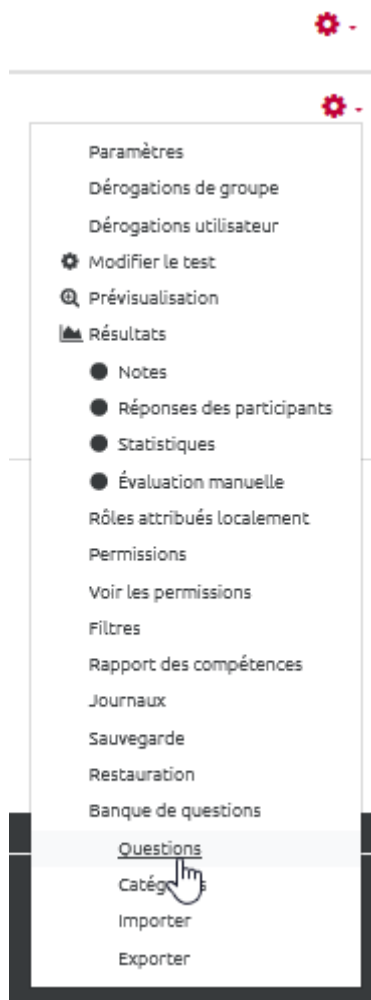 Paramètres
Dérogations de groupe
Dérogations utilisateur
Modifier le test
Prévisualisation
Résultats
Notes
Réponses des participants
Statistiques
Évaluation manuelle
Rôles attribués localement
Permissions
Voir les permissions
Filtres
Rapport des compétences
Journaux
Sauvegarde
Restauration
Banque de questions
Questions
Importer
Exporter